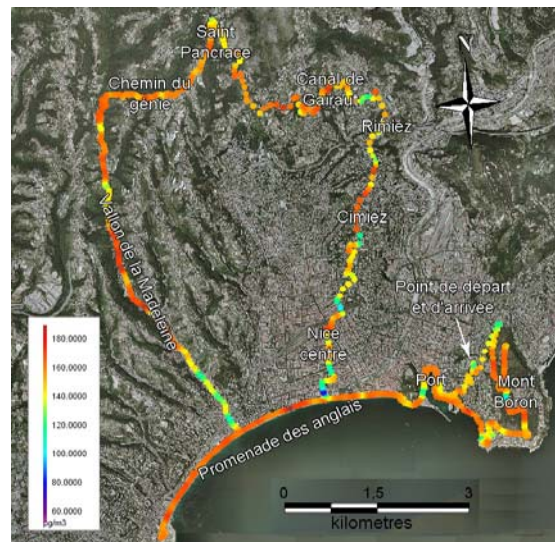 Saint
Pancrace
N
Chemin du
génie
Canal de
Gairaut
Rimiez
Cimiez
Vallon de la Madeleine
Point de départ
et d'arrivée
Nice
centre
Port
Mont
Boron
Promenade des anglais
180.0000
160.0000
140.0000
120.0000
100.0000
80.0000
60.0000
µg/m3
0 1,5 3
kilometres